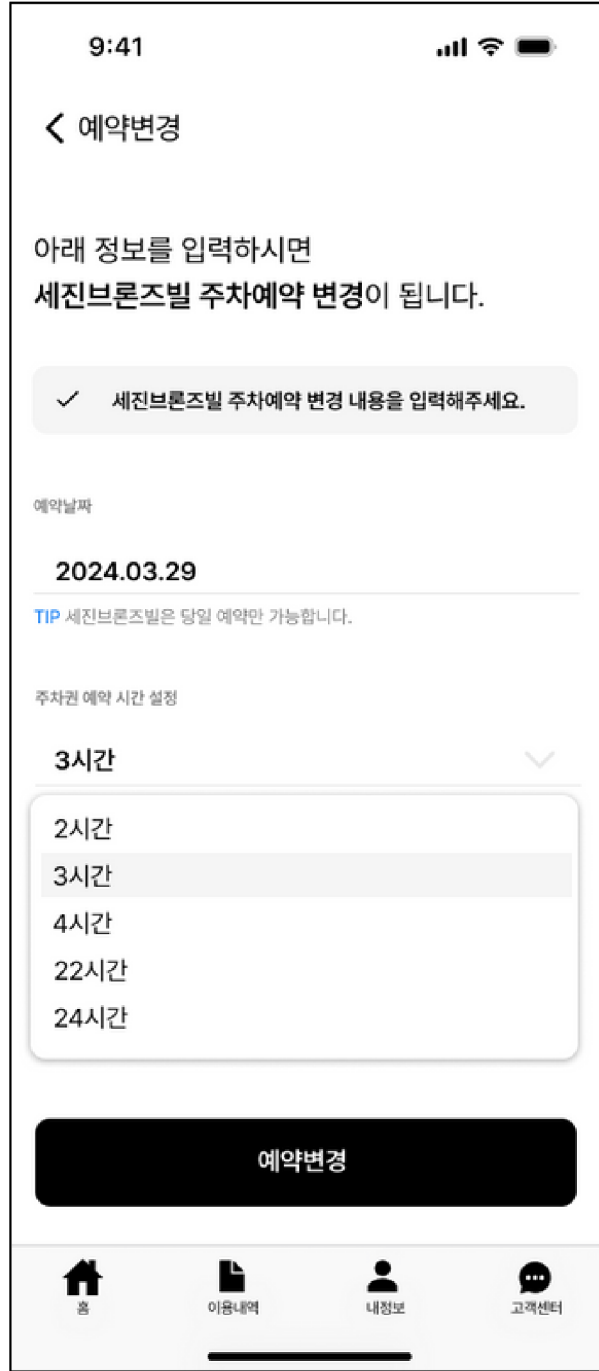 9:41
예약변경
아래 정보를 입력하시면
세진브론즈빌 주차예약 변경이 됩니다.
세진브론즈빌 주차예약 변경 내용을 입력해주세요.
예약날짜
2024.03.29
TIP 세진브론즈빌은 당일 예약만 가능합니다.
주차권 예약 시간 설정
3시간
2시간
3시간
4시간
22시간
24시간
예약변경
홈
이용내역
내정보
고객센터